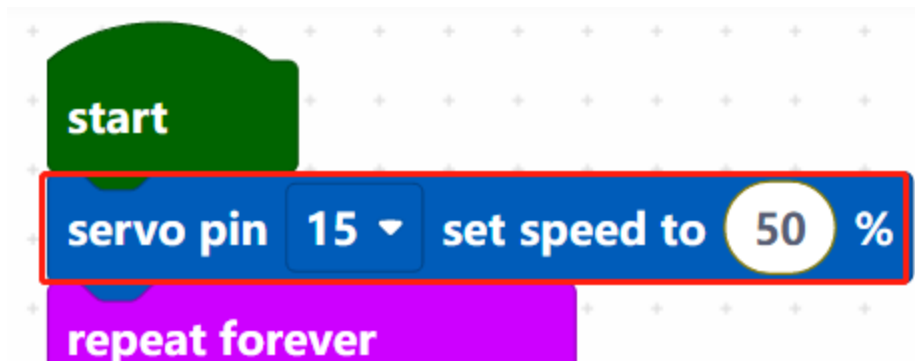 start
servo pin 15 set speed to 50 %
repeat forever